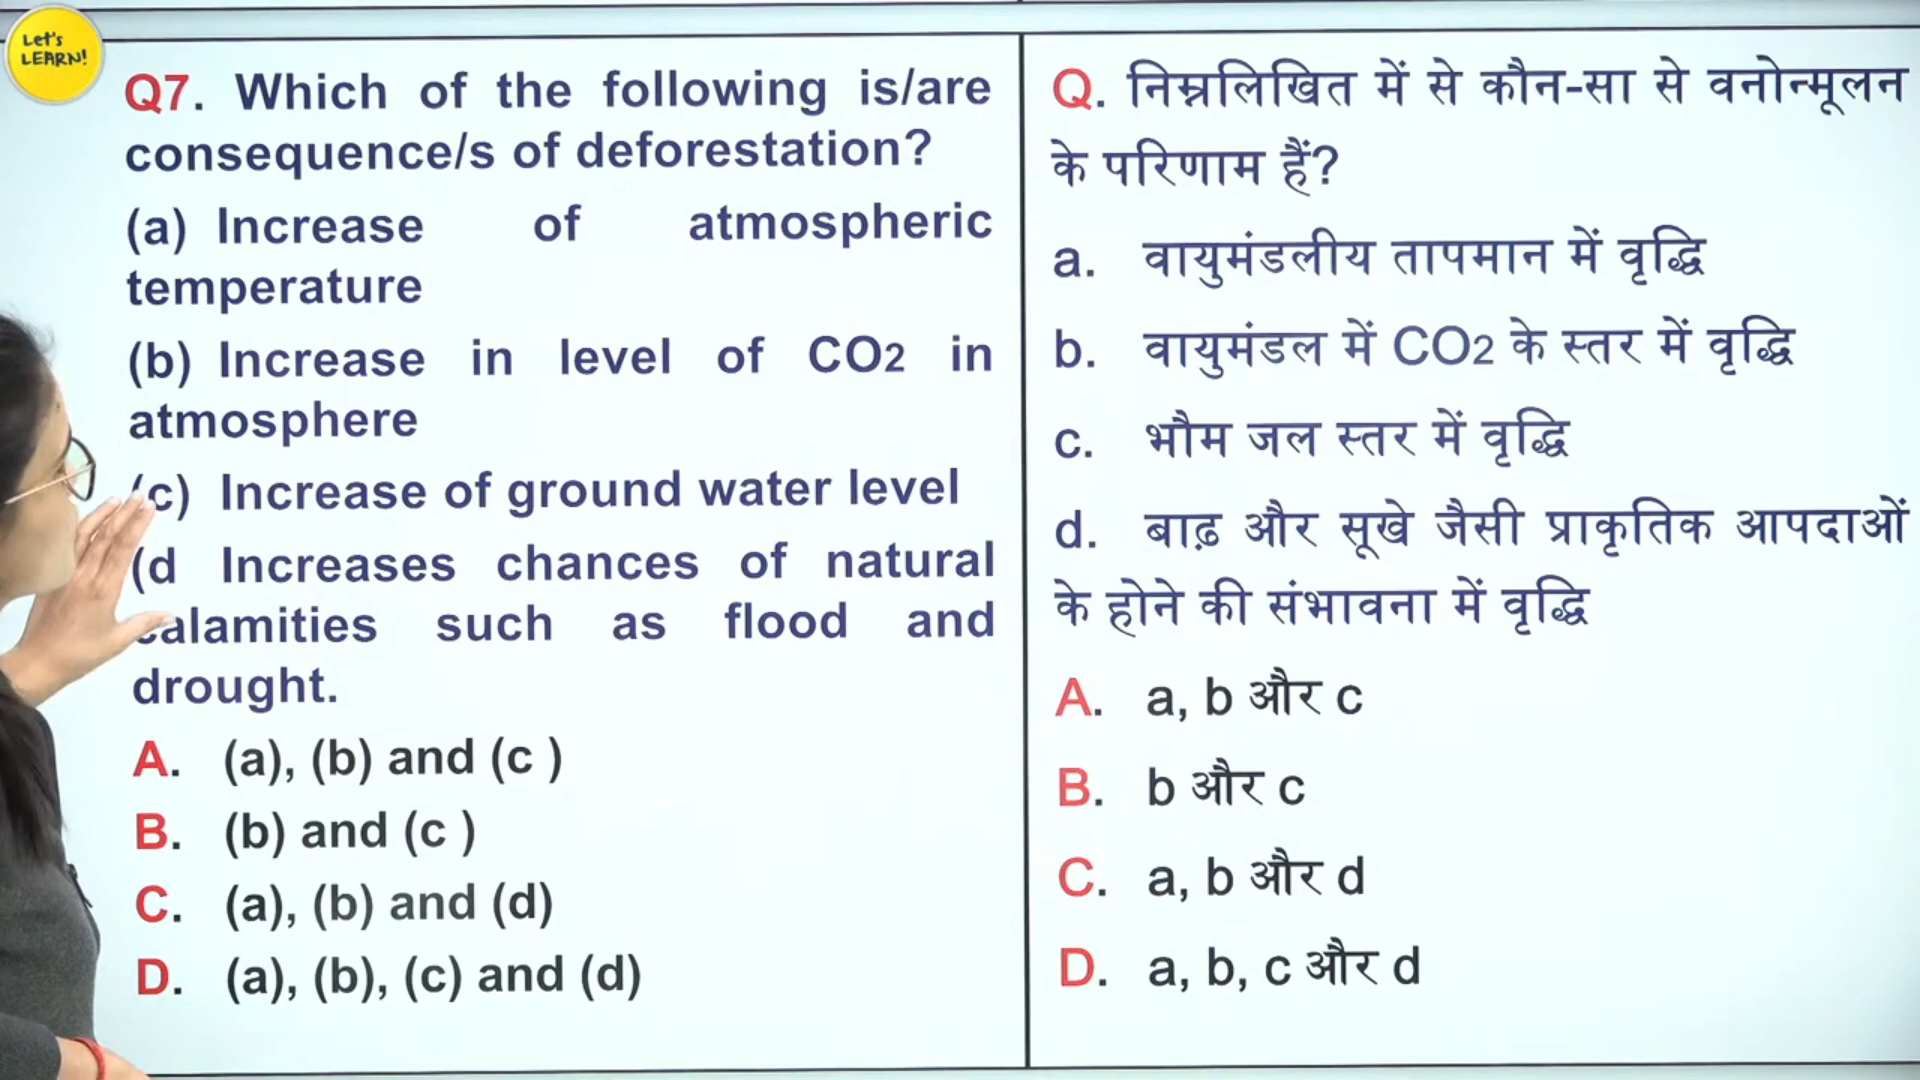 Let's
LEARN!
Q7. Which of the following is/are
consequence/s of deforestation?
(a) Increase of atmospheric
temperature
(b) Increase in level of CO2 in
atmosphere
(c) Increase of ground water level
(d Increases chances of natural
calamities such as flood and
drought.
A. (a), (b) and (c )
B. (b) and (c )
C. (a), (b) and (d)
D. (a), (b), (c) and (d)
Q. निम्नलिखित में से कौन-सा से वनोन्मूलन
के परिणाम हैं?
a. वायुमंडलीय तापमान में वृद्धि
b. वायुमंडल में CO2 के स्तर में वृद्धि
c. भौम जल स्तर में वृद्धि
d. बाढ़ और सूखे जैसी प्राकृतिक आपदाओं
के होने की संभावना में वृद्धि
A. a, b और c
B. b और c
C. a, b और d
D. a, b, c और d